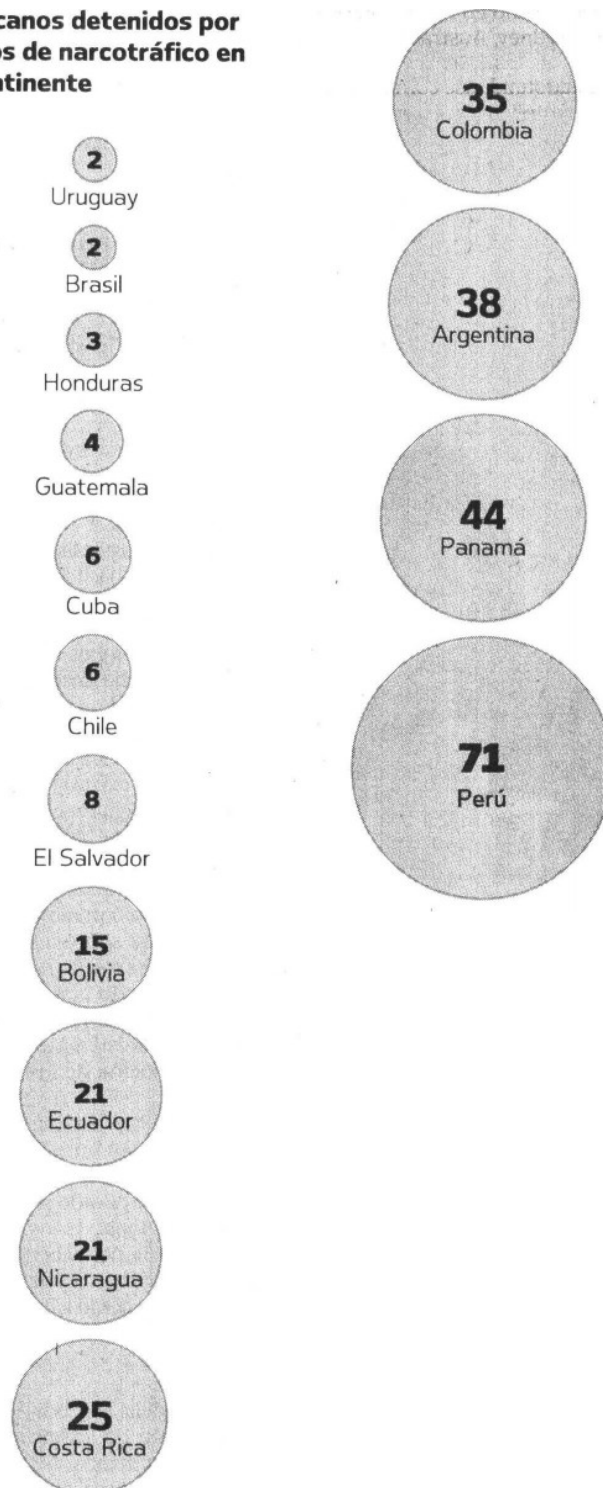 canos detenidos por
os de narcotráfico en
ntinente
2
Uruguay
2
Brasil
3
Honduras
4
Guatemala
6
Cuba
6
Chile
8
El Salvador
15
Bolivia
21
Ecuador
21
Nicaragua
25
Costa Rica
35
Colombia
38
Argentina
44
Panamá
71
Perú